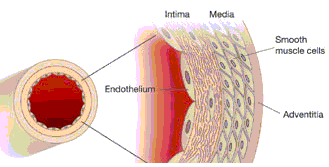 Intima
Media
Smooth
muscle cells
Endothelium
Adventitia